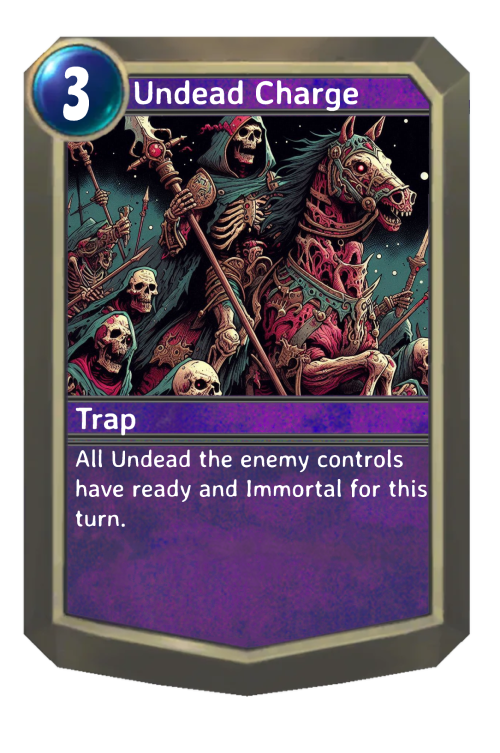 3
Undead Charge
Trap
All Undead the enemy controls
have ready and Immortal for this
turn.